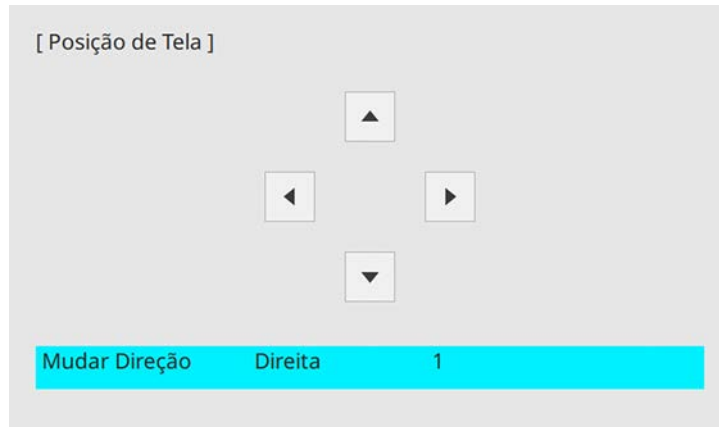 [ Posição de Tela ]
Mudar Direção Direita 1